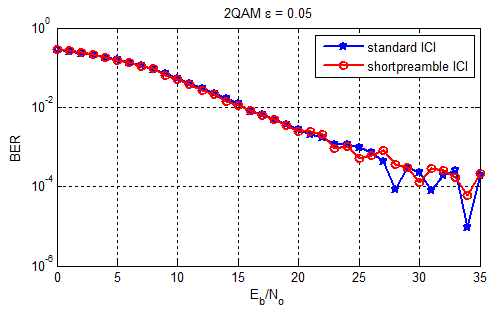 2QAM ε = 0.05
standard ICI
shortpreamble ICI
BER
10^0
10^-2
10^-4
10^-6
0 5 10 15 20 25 30 35
E_b/N_o